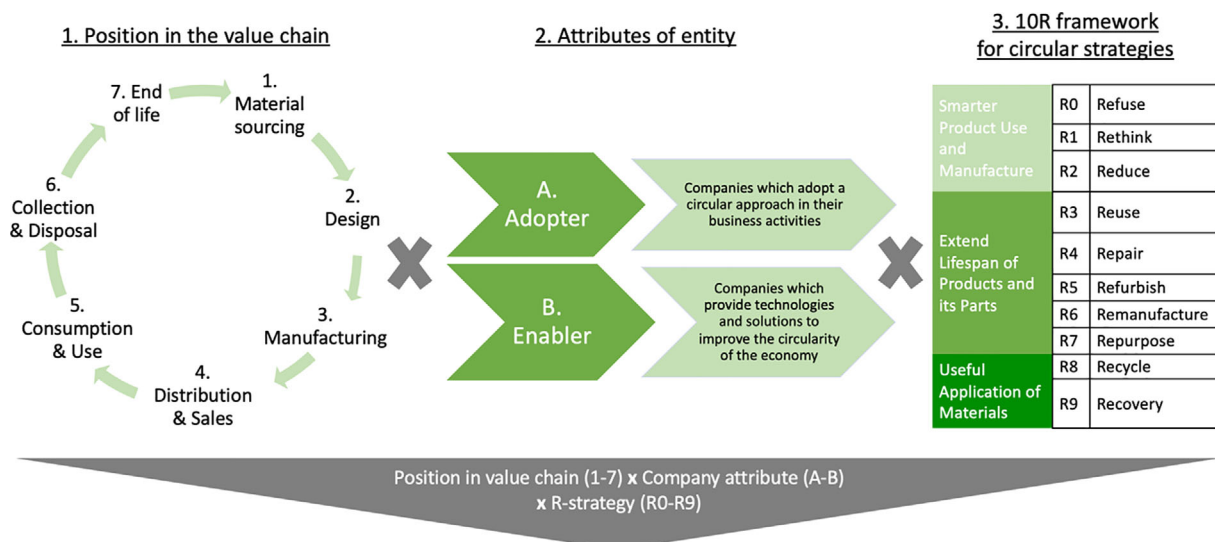 1. Position in the value chain
1.
Material
sourcing
2.
Design
3.
Manufacturing
4.
Distribution
& Sales
5.
Consumption
& Use
6.
Collection
& Disposal
7. End
of life
2. Attributes of entity
A.
Adopter
Companies which adopt a
circular approach in their
business activities
B.
Enabler
Companies which
provide technologies
and solutions to
improve the circularity
of the economy
3. 10R framework
for circular strategies
Smarter
Product Use
and
Manufacture
R0 Refuse
R1 Rethink
R2 Reduce
Extend
Lifespan of
Products and
its Parts
R3 Reuse
R4 Repair
R5 Refurbish
R6 Remanufacture
R7 Repurpose
Useful
Application of
Materials
R8 Recycle
R9 Recovery
Position in value chain (1-7) x Company attribute (A-B)
x R-strategy (R0-R9)